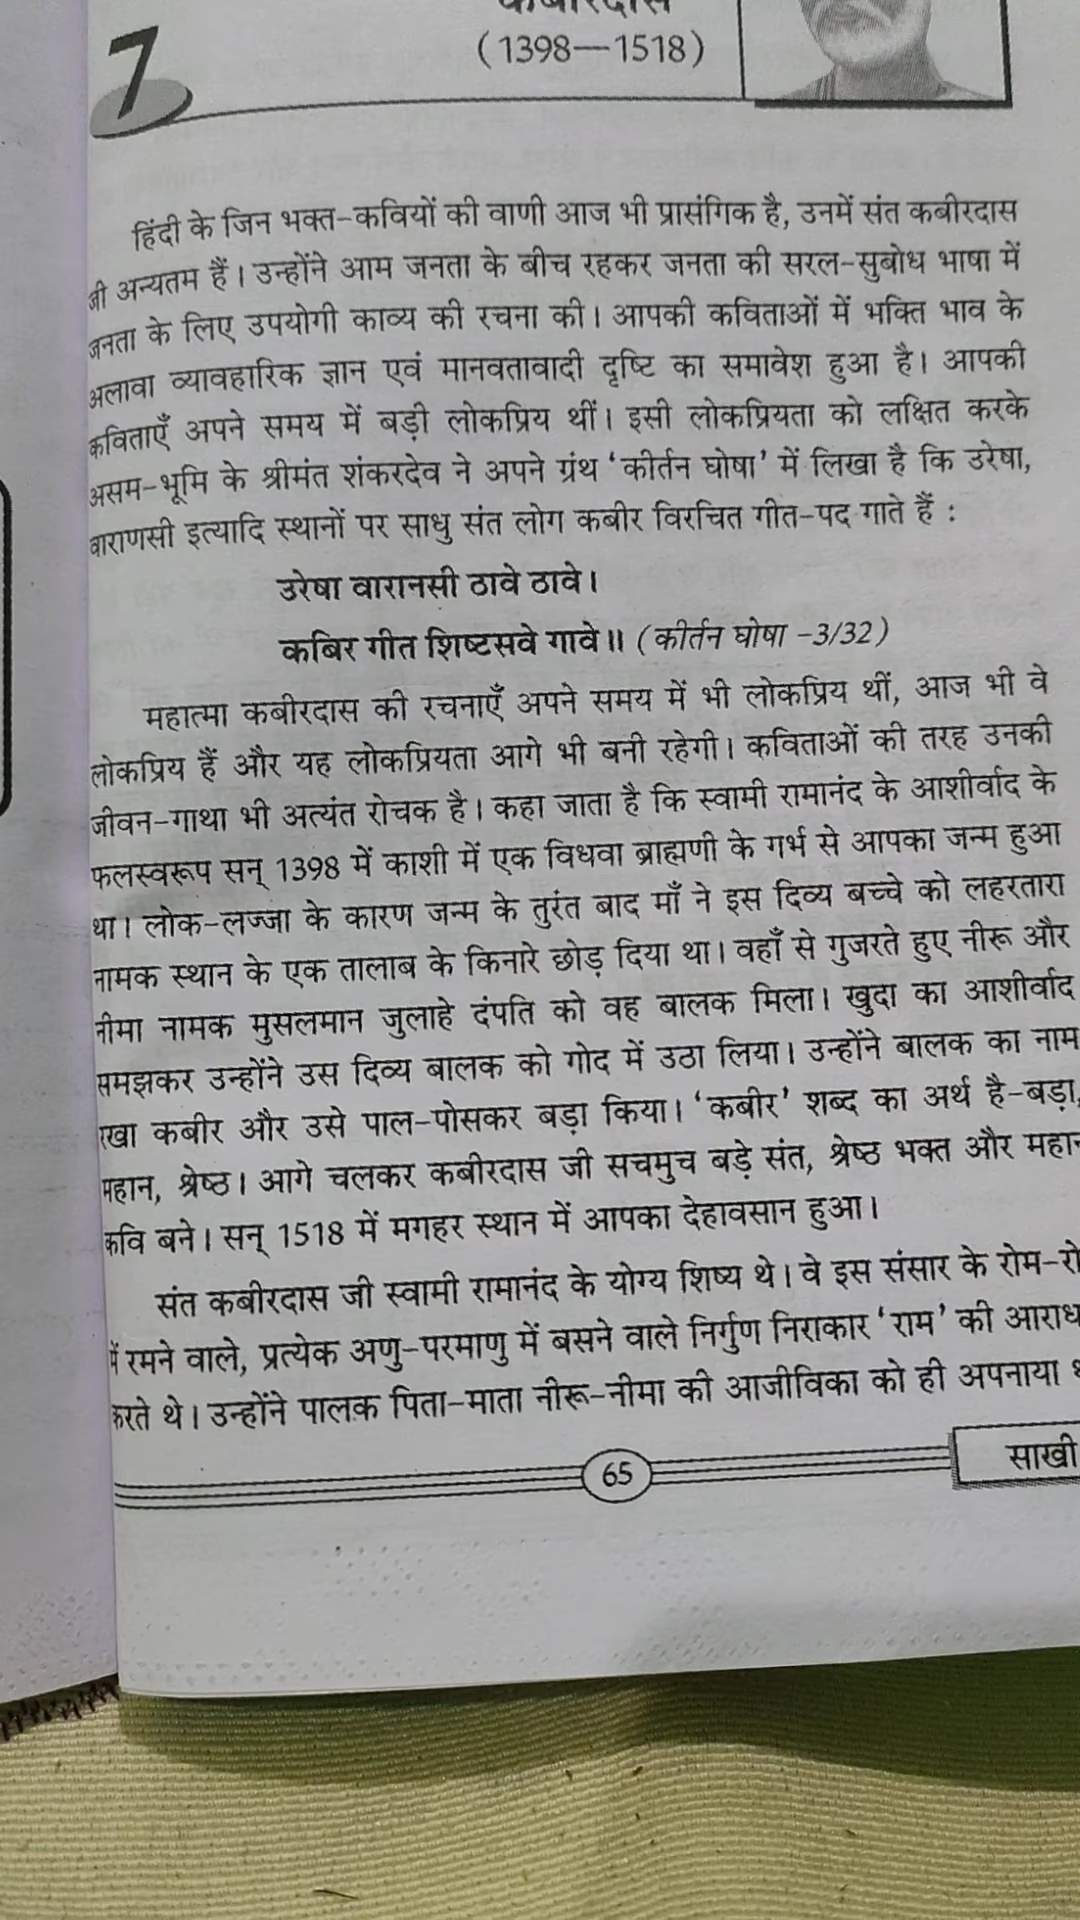 7
कबीरदास
(1398—1518)
हिंदी के जिन भक्त-कवियों की वाणी आज भी प्रासंगिक है, उनमें संत कबीरदास
जी अन्यतम हैं। उन्होंने आम जनता के बीच रहकर जनता की सरल-सुबोध भाषा में
जनता के लिए उपयोगी काव्य की रचना की। आपकी कविताओं में भक्ति भाव के
अलावा व्यावहारिक ज्ञान एवं मानवतावादी दृष्टि का समावेश हुआ है। आपकी
कविताएँ अपने समय में बड़ी लोकप्रिय थीं। इसी लोकप्रियता को लक्षित करके
असम-भूमि के श्रीमंत शंकरदेव ने अपने ग्रंथ ‘कीर्तन घोषा’ में लिखा है कि उरेषा,
वाराणसी इत्यादि स्थानों पर साधु संत लोग कबीर विरचित गीत-पद गाते हैं :
उरेषा वारानसी ठावे ठावे।
कबिर गीत शिष्टसवे गावे॥ (कीर्तन घोषा -3/32)
महात्मा कबीरदास की रचनाएँ अपने समय में भी लोकप्रिय थीं, आज भी वे
लोकप्रिय हैं और यह लोकप्रियता आगे भी बनी रहेगी। कविताओं की तरह उनकी
जीवन-गाथा भी अत्यंत रोचक है। कहा जाता है कि स्वामी रामानंद के आशीर्वाद के
फलस्वरूप सन् 1398 में काशी में एक विधवा ब्राह्मणी के गर्भ से आपका जन्म हुआ
था। लोक-लज्जा के कारण जन्म के तुरंत बाद माँ ने इस दिव्य बच्चे को लहरतारा
नामक स्थान के एक तालाब के किनारे छोड़ दिया था। वहाँ से गुजरते हुए नीरू और
नीमा नामक मुसलमान जुलाहे दंपति को वह बालक मिला। खुदा का आशीर्वाद
समझकर उन्होंने उस दिव्य बालक को गोद में उठा लिया। उन्होंने बालक का नाम
रखा कबीर और उसे पाल-पोसकर बड़ा किया। ‘कबीर’ शब्द का अर्थ है-बड़ा,
महान, श्रेष्ठ। आगे चलकर कबीरदास जी सचमुच बड़े संत, श्रेष्ठ भक्त और महान
कवि बने। सन् 1518 में मगहर स्थान में आपका देहावसान हुआ।
संत कबीरदास जी स्वामी रामानंद के योग्य शिष्य थे। वे इस संसार के रोम-रो
में रमने वाले, प्रत्येक अणु-परमाणु में बसने वाले निर्गुण निराकार ‘राम’ की आराध
करते थे। उन्होंने पालक पिता-माता नीरू-नीमा की आजीविका को ही अपनाया
65
साखी